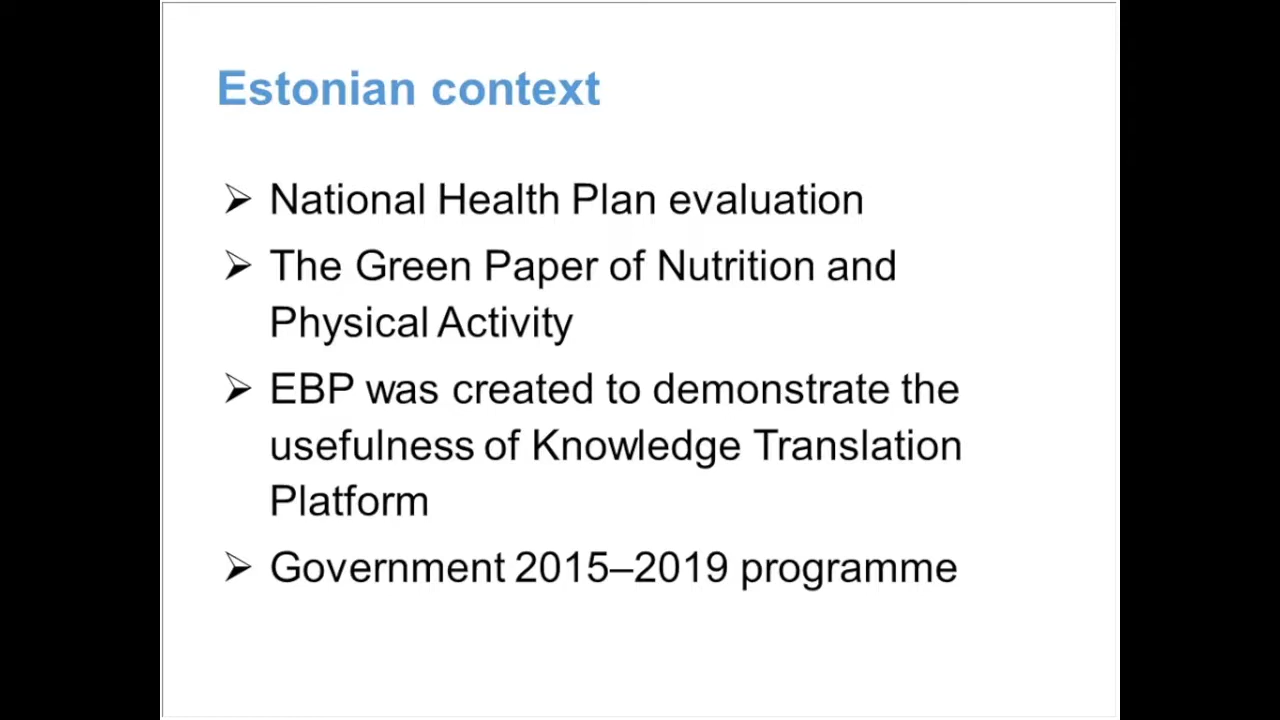 Estonian context
➢ National Health Plan evaluation
➢ The Green Paper of Nutrition and
Physical Activity
➢ EBP was created to demonstrate the
usefulness of Knowledge Translation
Platform
➢ Government 2015–2019 programme